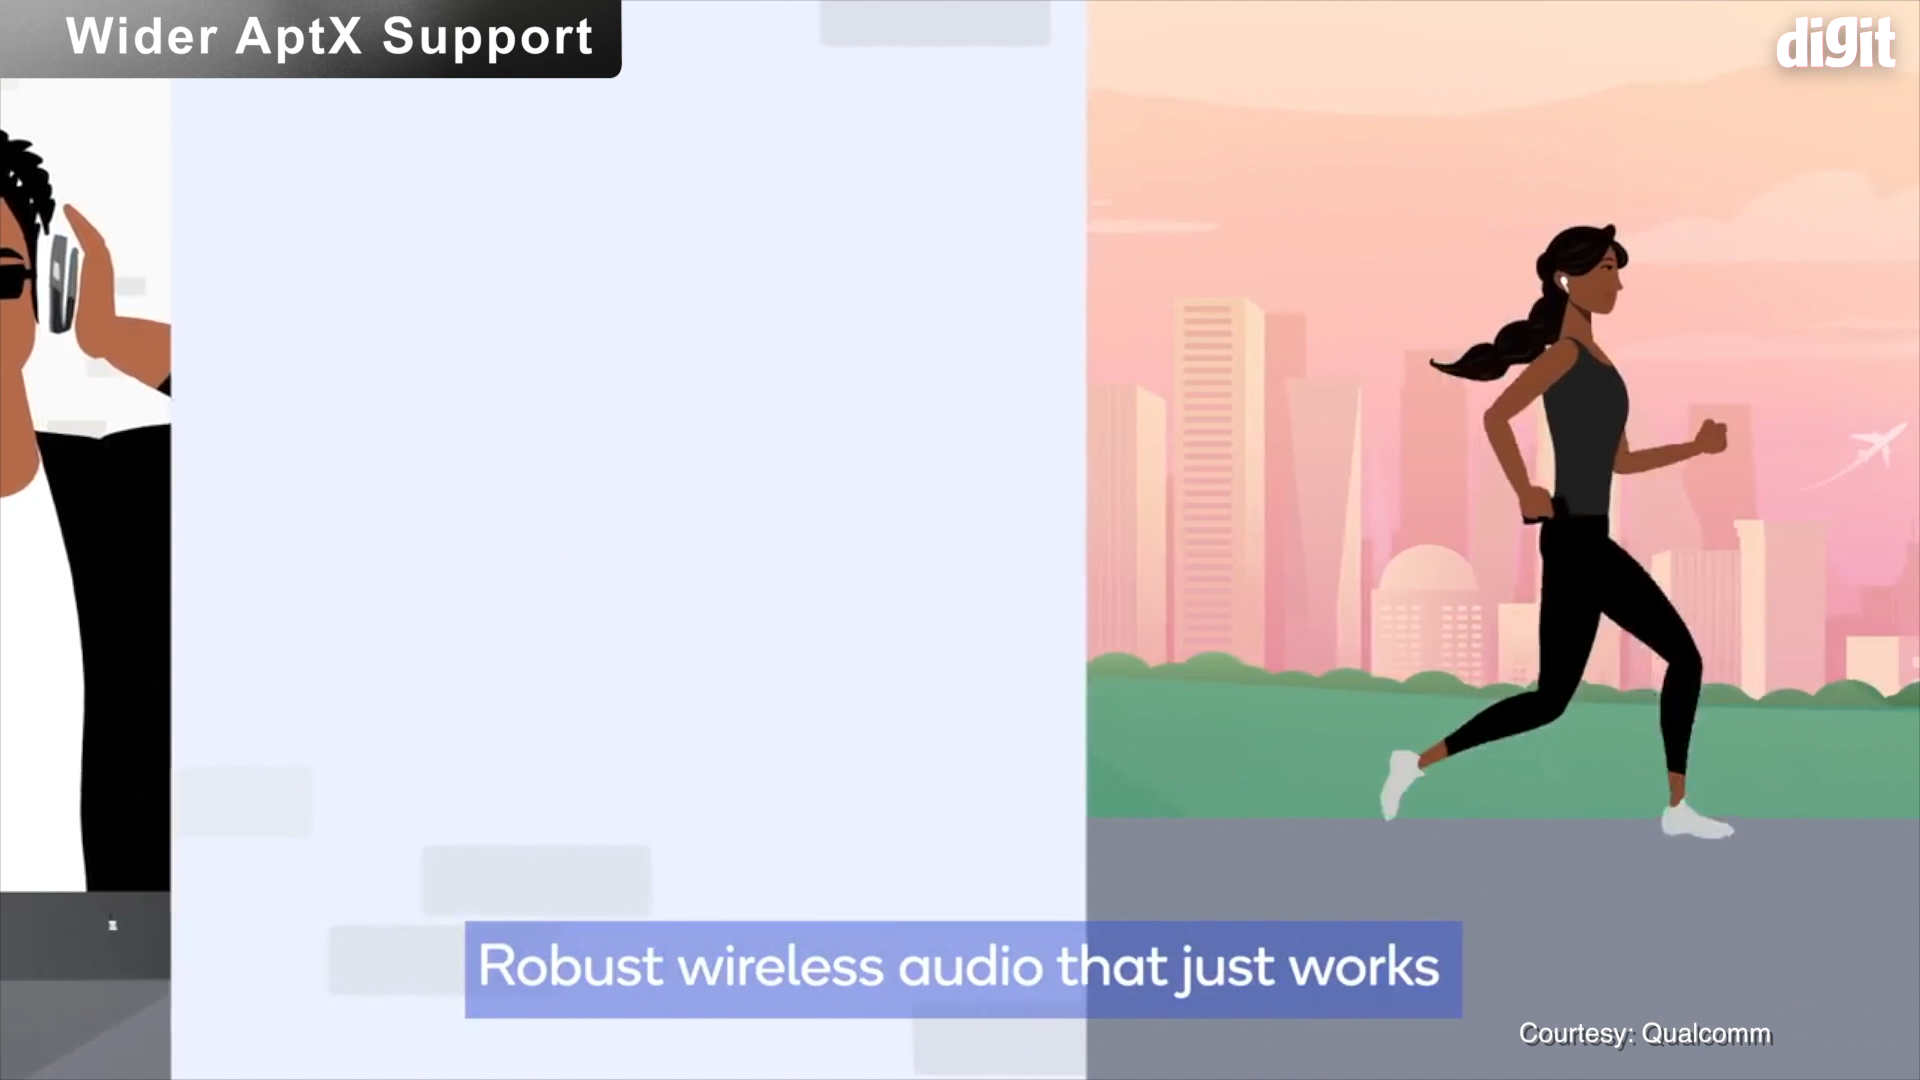 Wider AptX Support
digit
Robust wireless audio that just works
Courtesy: Qualcomm